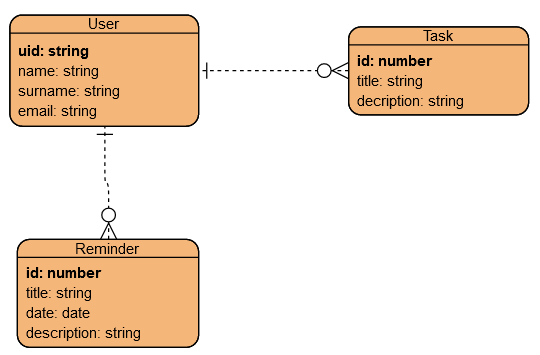 User
uid: string
name: string
surname: string
email: string
Task
id: number
title: string
decription: string
Reminder
id: number
title: string
date: date
description: string